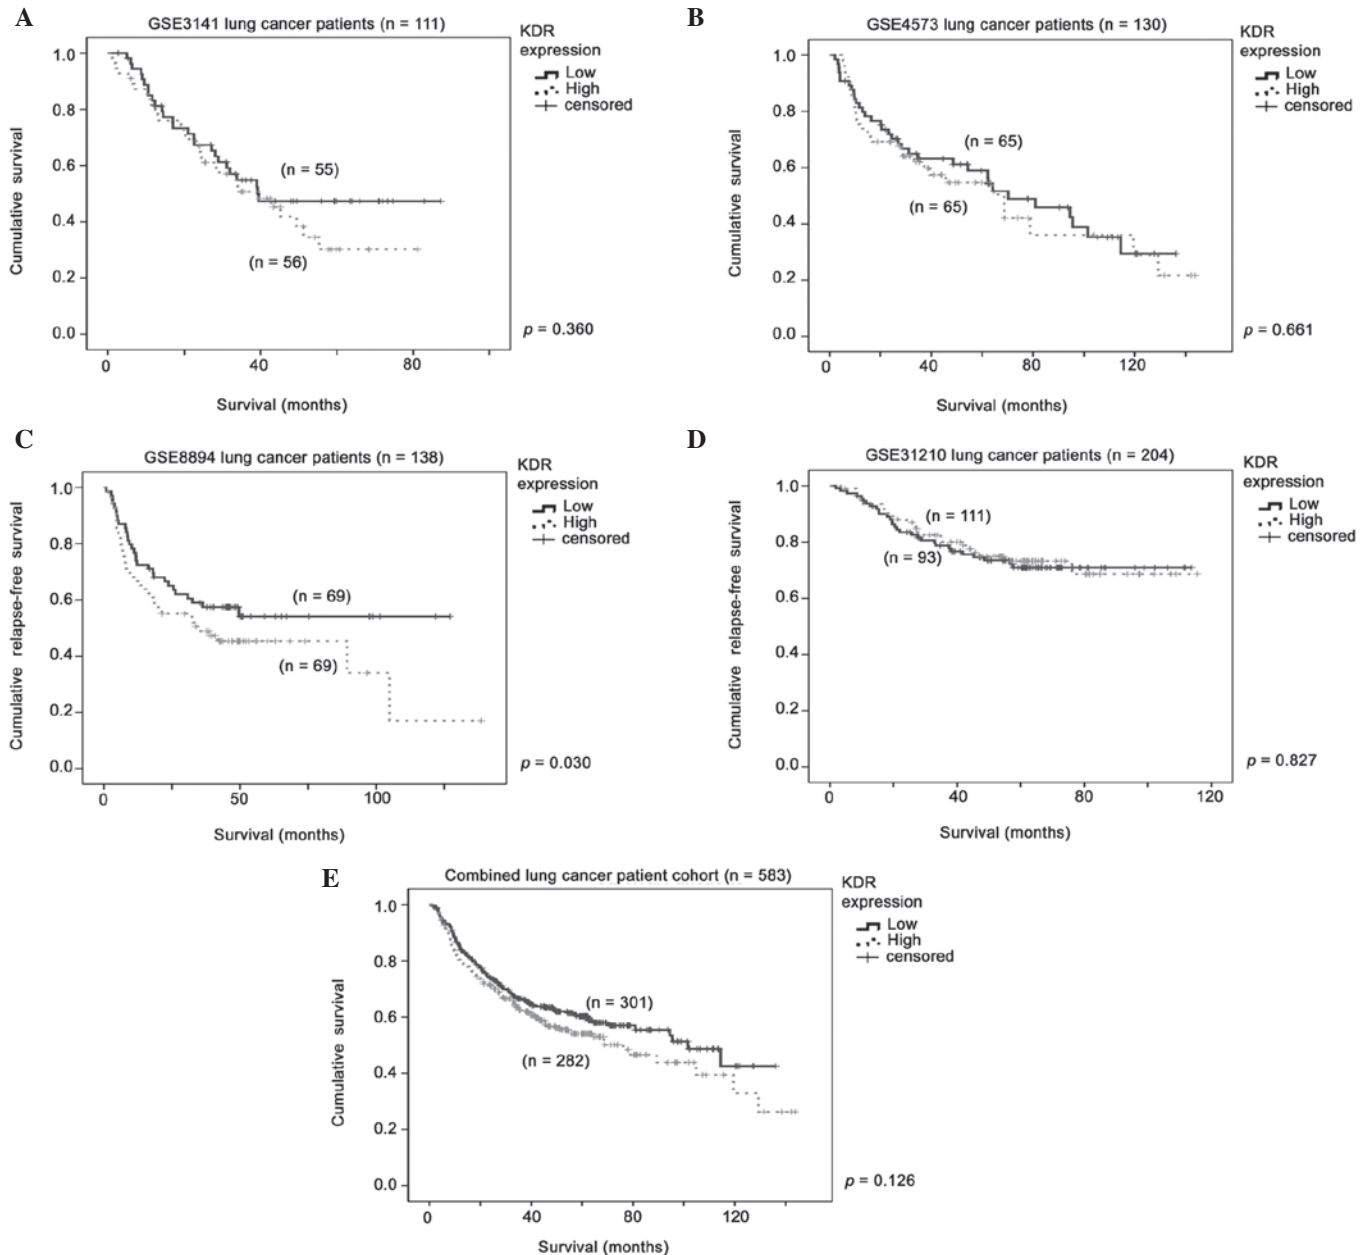 A
GSE3141 lung cancer patients (n = 111)
KDR
expression
Low
High
censored
1.0
0.8
0.6
0.4
0.2
0.0
Cumulative survival
(n = 55)
(n = 56)
p = 0.360
0 40 80
Survival (months)
B
GSE4573 lung cancer patients (n = 130)
KDR
expression
Low
High
censored
1.0
0.8
0.6
0.4
0.2
0.0
Cumulative survival
(n = 65)
(n = 65)
p = 0.661
0 40 80 120
Survival (months)
C
GSE8894 lung cancer patients (n = 138)
KDR
expression
Low
High
censored
1.0
0.8
0.6
0.4
0.2
0.0
Cumulative relapse-free survival
(n = 69)
(n = 69)
p = 0.030
0 50 100
Survival (months)
D
GSE31210 lung cancer patients (n = 204)
KDR
expression
Low
High
censored
1.0
0.8
0.6
0.4
0.2
0.0
Cumulative relapse-free survival
(n = 111)
(n = 93)
p = 0.827
0 40 80 120
Survival (months)
E
Combined lung cancer patient cohort (n = 583)
KDR
expression
Low
High
censored
1.0
0.8
0.6
0.4
0.2
0.0
Cumulative survival
(n = 301)
(n = 282)
p = 0.126
0 40 80 120
Survival (months)